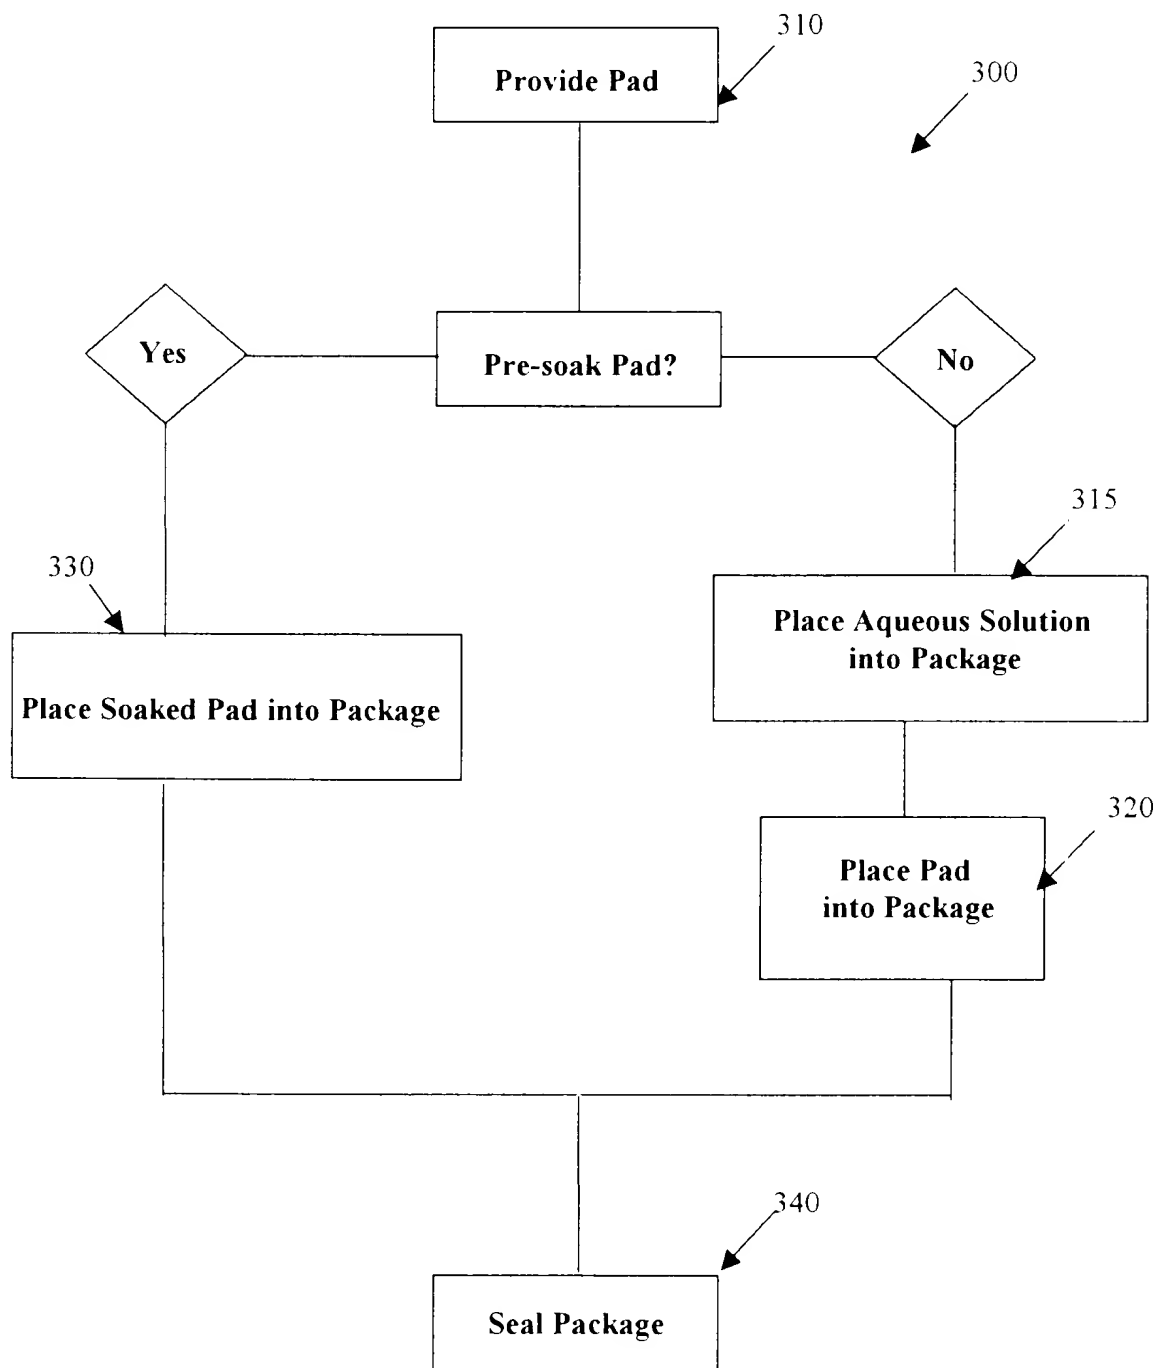 310
Provide Pad
300
Yes
Pre-soak Pad?
No
315
330
Place Aqueous Solution
into Package
Place Soaked Pad into Package
320
Place Pad
into Package
340
Seal Package